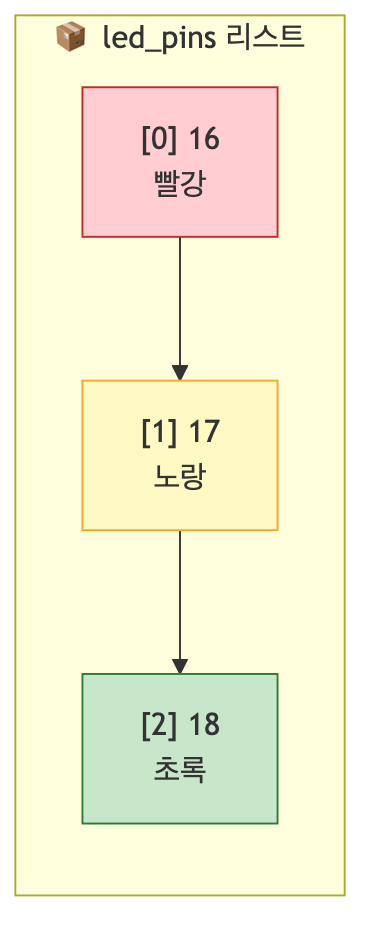 📦 led_pins 리스트
[0] 16
빨강
[1] 17
노랑
[2] 18
초록